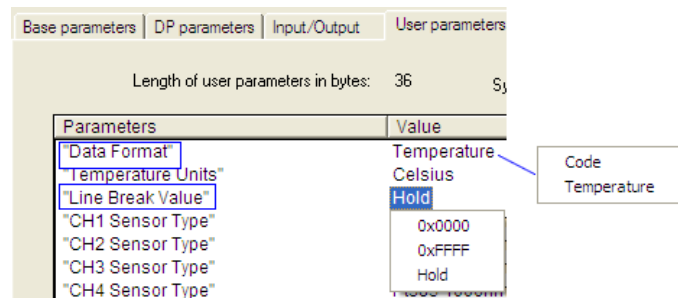 Base parameters DP parameters Input/Output User parameters
Length of user parameters in bytes: 36
Parameters Value
"Data Format" Temperature
Code
"Temperature Units" Celsius
Temperature
"Line Break Value" Hold
"CH1 Sensor Type"
0x0000
"CH2 Sensor Type"
0xFFFF
"CH3 Sensor Type"
Hold
"CH4 Sensor Type"